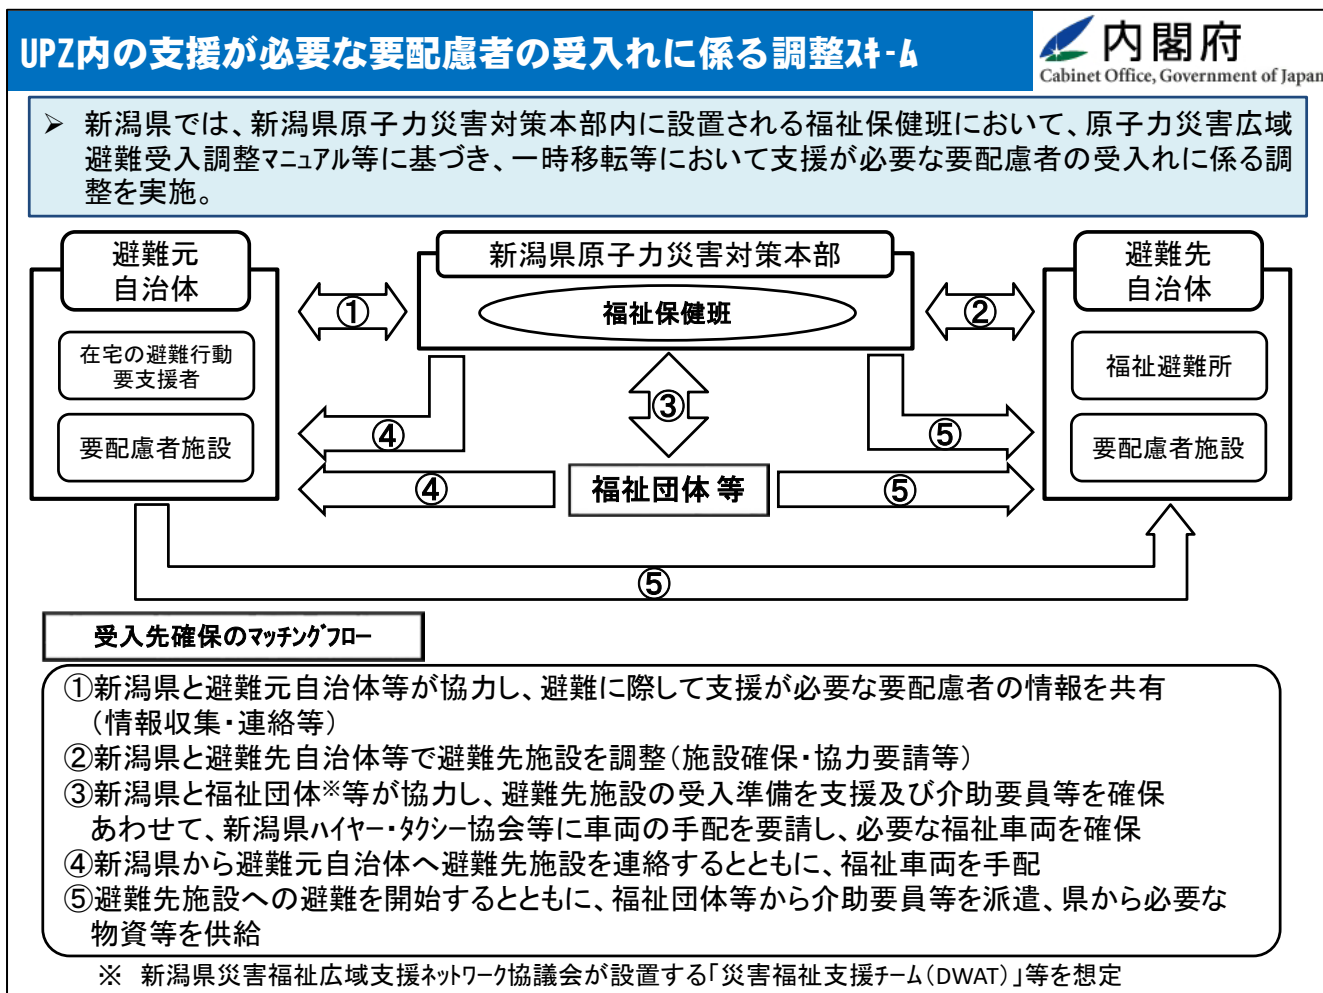 UPZ内の支援が必要な要配慮者の受入れに係る調整ｽｷｰﾑ
内閣府
Cabinet Office, Government of Japan
➢ 新潟県では、新潟県原子力災害対策本部内に設置される福祉保健班において、原子力災害広域
避難受入調整ﾏﾆｭｱﾙ等に基づき、一時移転等において支援が必要な要配慮者の受入れに係る調
整を実施。
避難元
自治体
在宅の避難行動
要支援者
要配慮者施設
①
新潟県原子力災害対策本部
福祉保健班
②
避難先
自治体
福祉避難所
要配慮者施設
③
④
⑤
④
福祉団体 等
⑤
⑤
受入先確保のﾏｯﾁﾝｸﾞﾌﾛｰ
①新潟県と避難元自治体等が協力し、避難に際して支援が必要な要配慮者の情報を共有
（情報収集・連絡等）
②新潟県と避難先自治体等で避難先施設を調整（施設確保・協力要請等）
③新潟県と福祉団体※等が協力し、避難先施設の受入準備を支援及び介助要員等を確保
あわせて、新潟県ﾊｲﾔｰ・ﾀｸｼｰ協会等に車両の手配を要請し、必要な福祉車両を確保
④新潟県から避難元自治体へ避難先施設を連絡するとともに、福祉車両を手配
⑤避難先施設への避難を開始するとともに、福祉団体等から介助要員等を派遣、県から必要な
物資等を供給
※ 新潟県災害福祉広域支援ﾈｯﾄﾜｰｸ協議会が設置する「災害福祉支援ﾁｰﾑ（DWAT）」等を想定